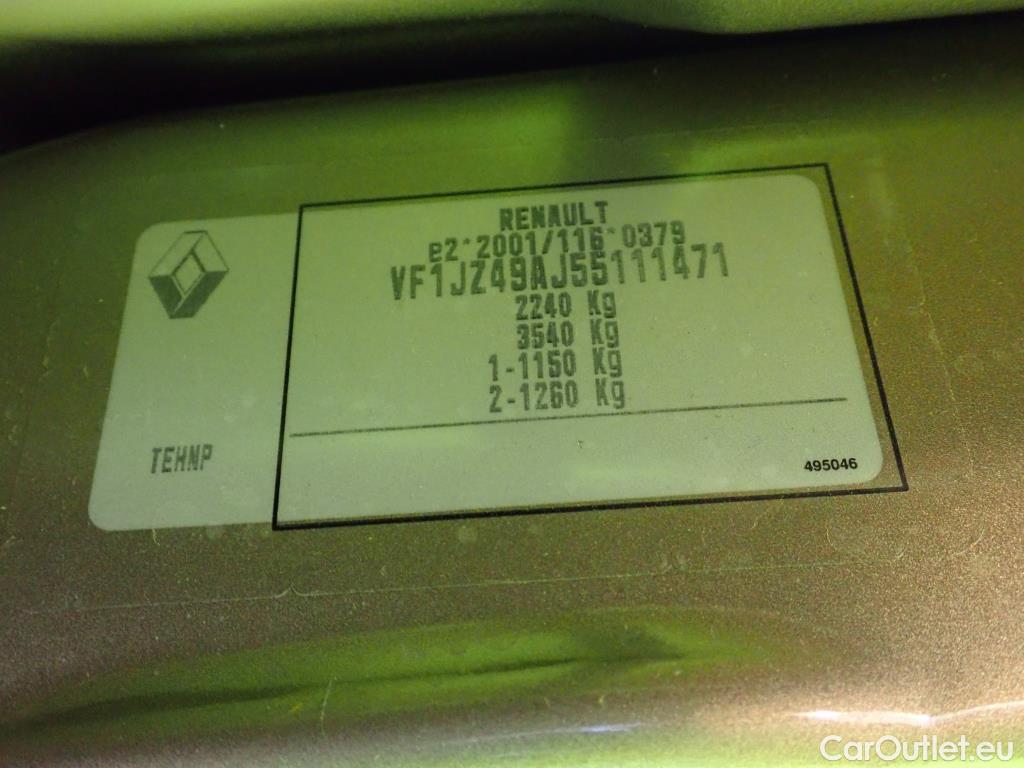 RENAULT
e2*2001/116*0379
VF1JZ49AJ55111471
2240 Kg
3540 Kg
1-1150 Kg
2-1260 Kg
TEHNP
495046
CarOutlet.eu